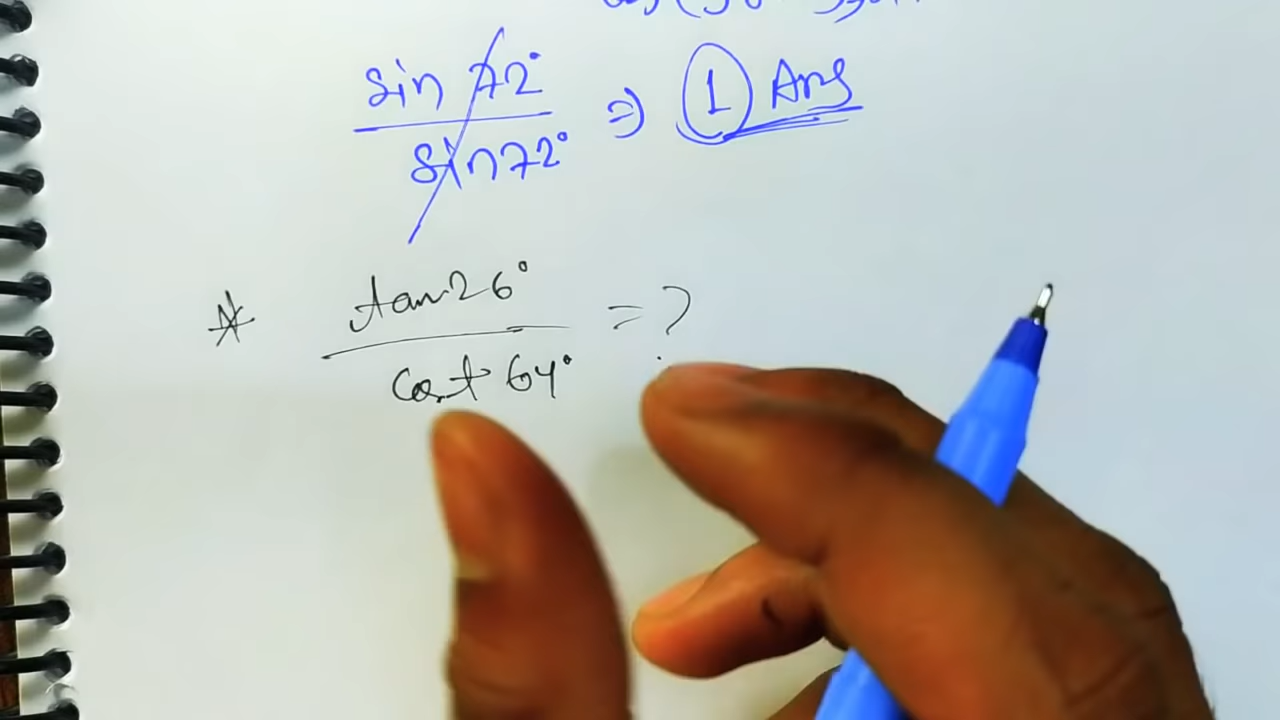 sin 72°
sin 72° ⇒ 1 Ans
* tan 26°
cot 64° = ?